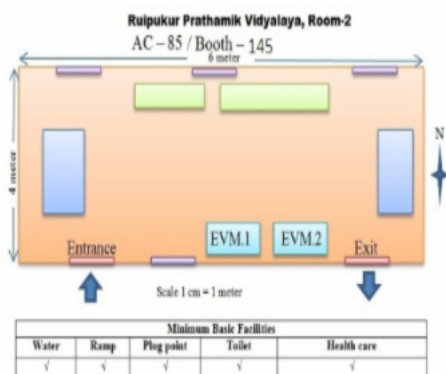 Ruipukur Prathamik Vidyalaya, Room-2
AC – 85 / Booth – 145
6 meter
4 meter
N
EVM.1 EVM.2
Entrance Exit
Scale 1 cm = 1 meter
Minimum Basic Facilities
Water Ramp Plug point Toilet Health care
√ √ √ √ √